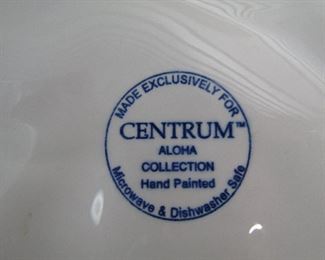 MADE EXCLUSIVELY FOR
CENTRUM™
ALOHA
COLLECTION
Hand Painted
Microwave & Dishwasher Safe